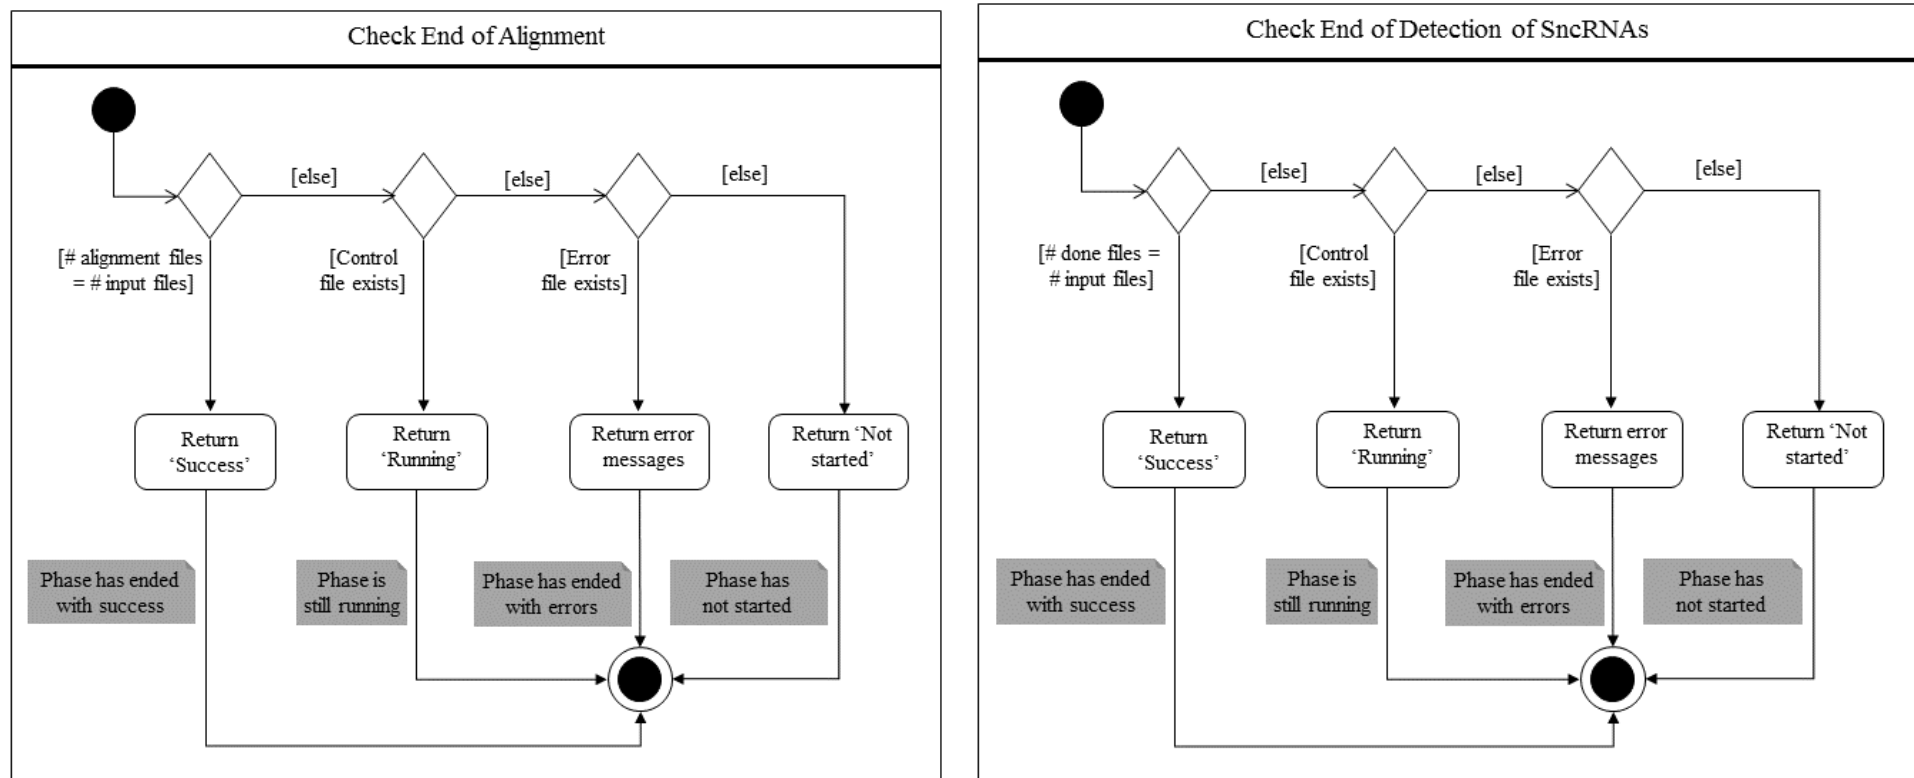 Check End of Alignment
[else]
[else]
[else]
[# alignment files
= # input files]
[Control
file exists]
[Error
file exists]
Return
‘Success’
Return
‘Running’
Return error
messages
Return ‘Not
started’
Phase has ended
with success
Phase is
still running
Phase has ended
with errors
Phase has
not started
Check End of Detection of SncRNAs
[else]
[else]
[else]
[# done files =
# input files]
[Control
file exists]
[Error
file exists]
Return
‘Success’
Return
‘Running’
Return error
messages
Return ‘Not
started’
Phase has ended
with success
Phase is
still running
Phase has ended
with errors
Phase has
not started